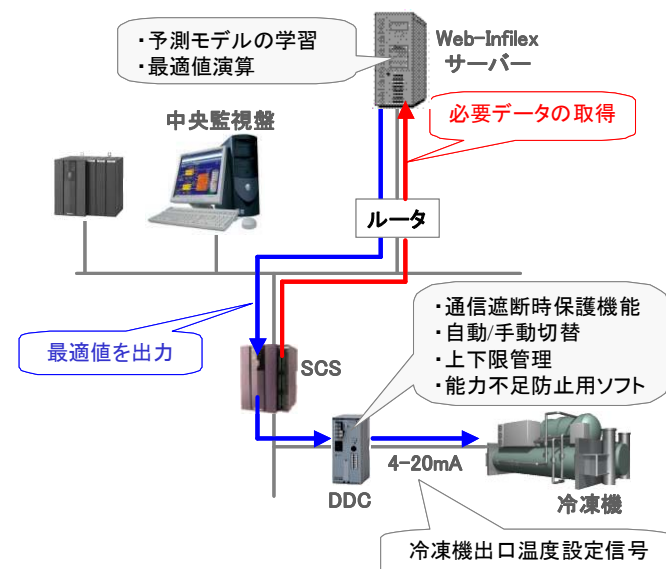 ・予測モデルの学習
・最適値演算
Web-Infilex
サーバー
必要データの取得
中央監視盤
ルータ
・通信遮断時保護機能
・自動/手動切替
・上下限管理
・能力不足防止用ソフト
最適値を出力
SCS
4-20mA
DDC
冷凍機
冷凍機出口温度設定信号